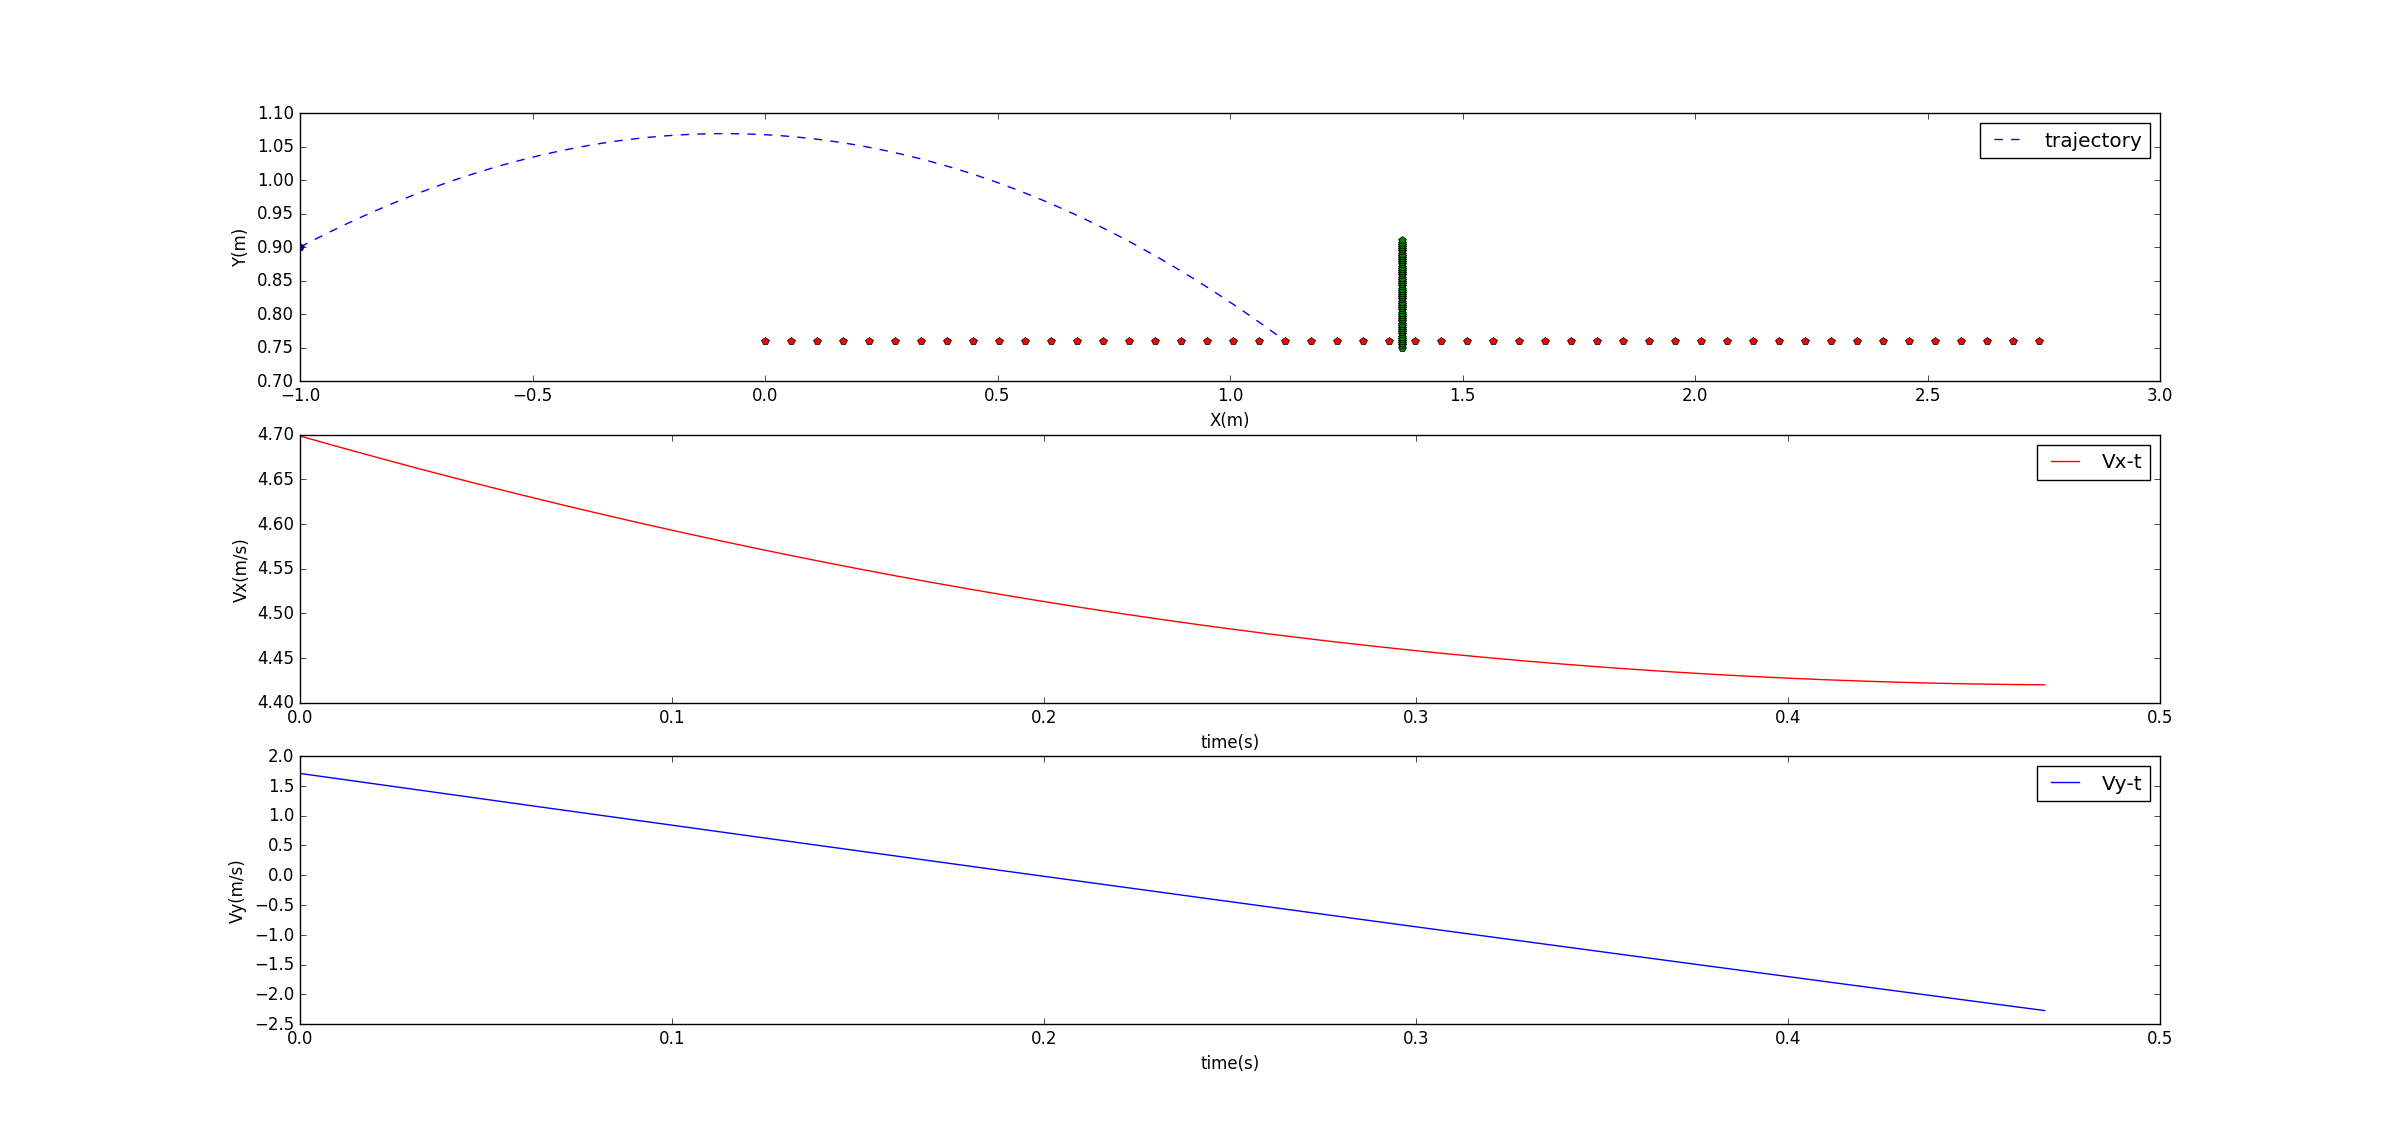 1.10
1.05
1.00
0.95
0.90
0.85
0.80
0.75
0.70
Y(m)
trajectory
−1.0 −0.5 0.0 0.5 1.0 1.5 2.0 2.5 3.0
X(m)
4.70
4.65
4.60
4.55
4.50
4.45
4.40
Vx(m/s)
Vx-t
0.0 0.1 0.2 0.3 0.4 0.5
time(s)
2.0
1.5
1.0
0.5
0.0
−0.5
−1.0
−1.5
−2.0
−2.5
Vy(m/s)
Vy-t
0.0 0.1 0.2 0.3 0.4 0.5
time(s)